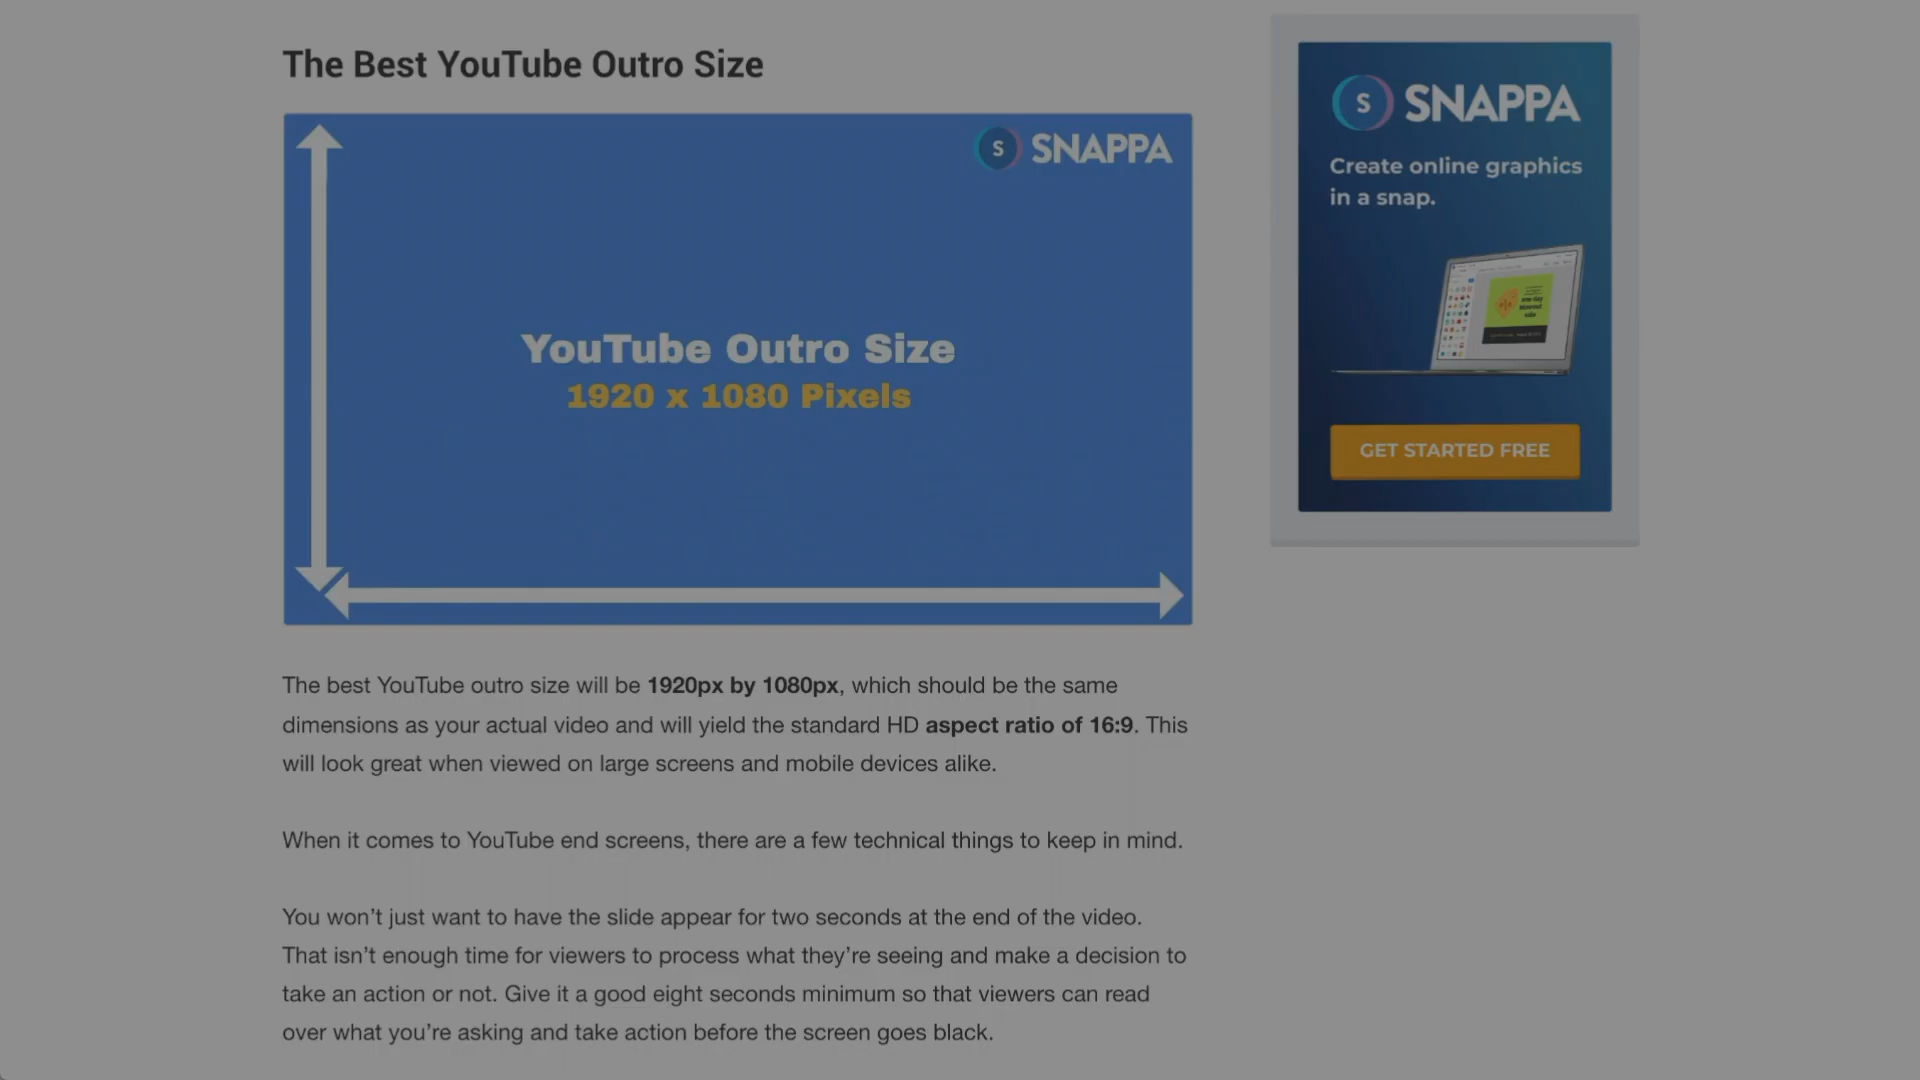 The Best YouTube Outro Size
S SNAPPA
YouTube Outro Size
1920 x 1080 Pixels
The best YouTube outro size will be 1920px by 1080px, which should be the same
dimensions as your actual video and will yield the standard HD aspect ratio of 16:9. This
will look great when viewed on large screens and mobile devices alike.
When it comes to YouTube end screens, there are a few technical things to keep in mind.
You won’t just want to have the slide appear for two seconds at the end of the video.
That isn’t enough time for viewers to process what they’re seeing and make a decision to
take an action or not. Give it a good eight seconds minimum so that viewers can read
over what you’re asking and take action before the screen goes black.
S SNAPPA
Create online graphics
in a snap.
GET STARTED FREE